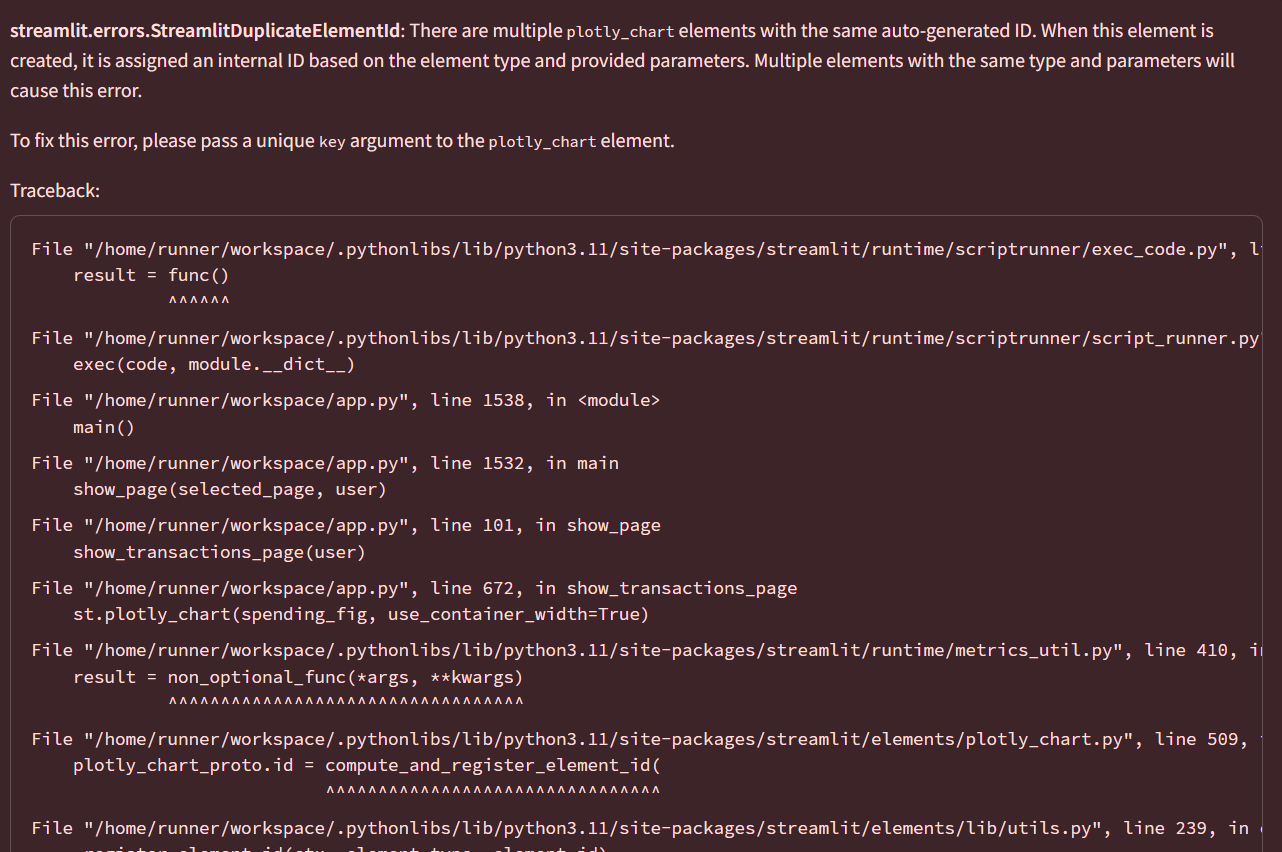 streamlit.errors.StreamlitDuplicateElementId: There are multiple plotly_chart elements with the same auto-generated ID. When this element is
created, it is assigned an internal ID based on the element type and provided parameters. Multiple elements with the same type and parameters will
cause this error.
To fix this error, please pass a unique key argument to the plotly_chart element.
Traceback:
File "/home/runner/workspace/.pythonlibs/lib/python3.11/site-packages/streamlit/runtime/scriptrunner/exec_code.py",
result = func()
^^^^^^
File "/home/runner/workspace/.pythonlibs/lib/python3.11/site-packages/streamlit/runtime/scriptrunner/script_runner.py"
exec(code, module.__dict__)
File "/home/runner/workspace/app.py", line 1538, in <module>
main()
File "/home/runner/workspace/app.py", line 1532, in main
show_page(selected_page, user)
File "/home/runner/workspace/app.py", line 101, in show_page
show_transactions_page(user)
File "/home/runner/workspace/app.py", line 672, in show_transactions_page
st.plotly_chart(spending_fig, use_container_width=True)
File "/home/runner/workspace/.pythonlibs/lib/python3.11/site-packages/streamlit/runtime/metrics_util.py", line 410,
result = non_optional_func(*args, **kwargs)
^^^^^^^^^^^^^^^^^^^^^^^^^^^^^^^^^^
File "/home/runner/workspace/.pythonlibs/lib/python3.11/site-packages/streamlit/elements/plotly_chart.py", line 509,
plotly_chart_proto.id = compute_and_register_element_id(
^^^^^^^^^^^^^^^^^^^^^^^^^^^^^^^^
File "/home/runner/workspace/.pythonlibs/lib/python3.11/site-packages/streamlit/elements/lib/utils.py", line 239, in